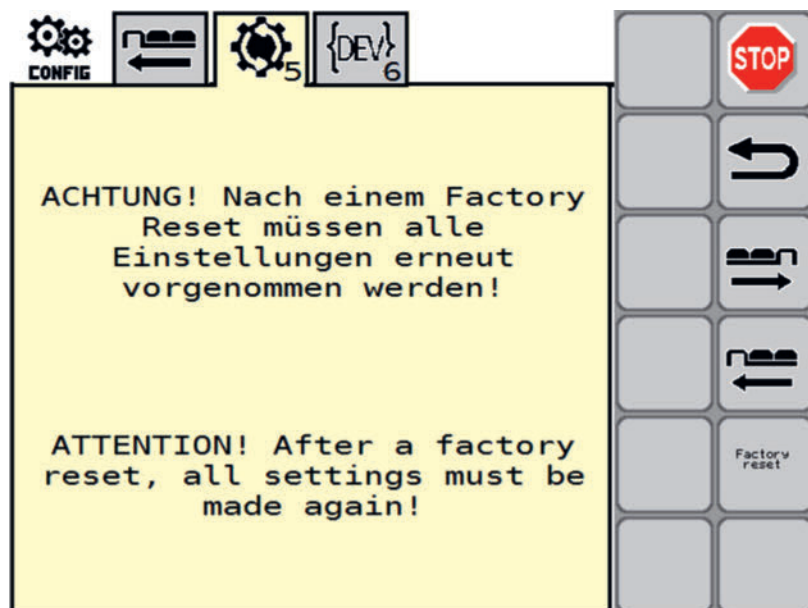 CONFIG
5
{DEV}
6
STOP
ACHTUNG! Nach einem Factory
Reset müssen alle
Einstellungen erneut
vorgenommen werden!
ATTENTION! After a factory
reset, all settings must be
made again!
Factory
reset